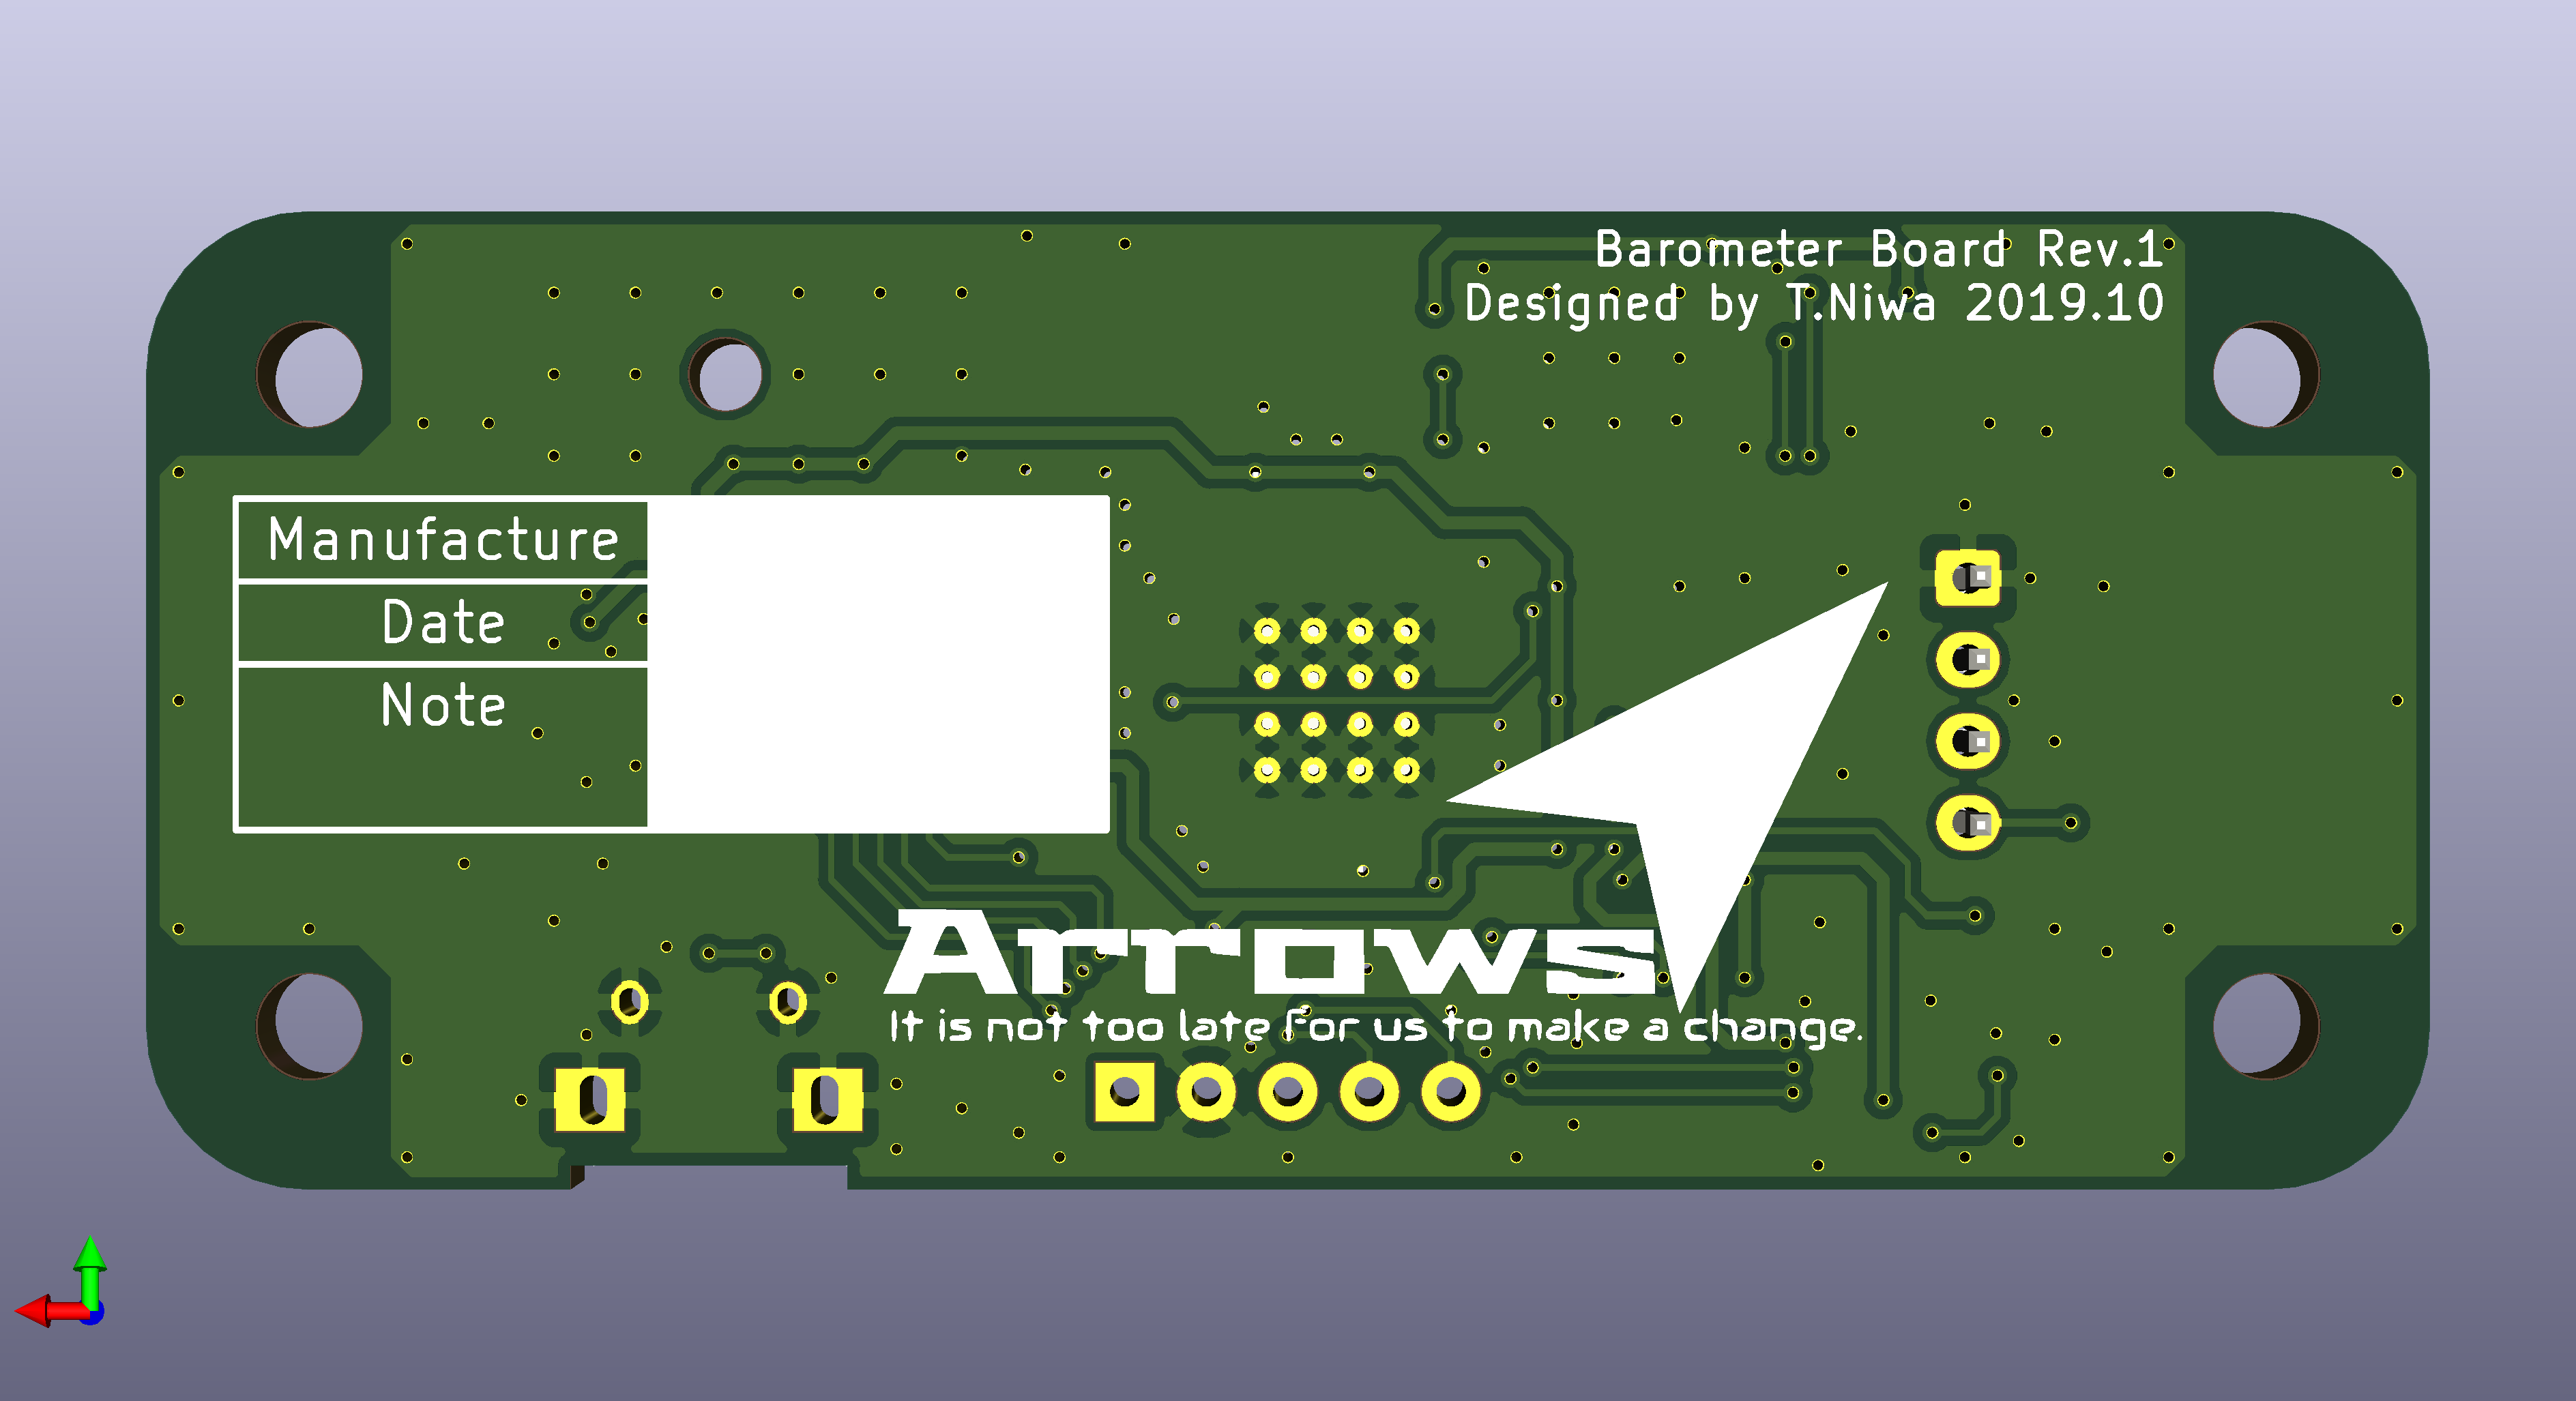 Barometer Board Rev.1
Designed by T.Niwa 2019.10
Manufacture
Date
Note
Arrows
It is not too late for us to make a change.